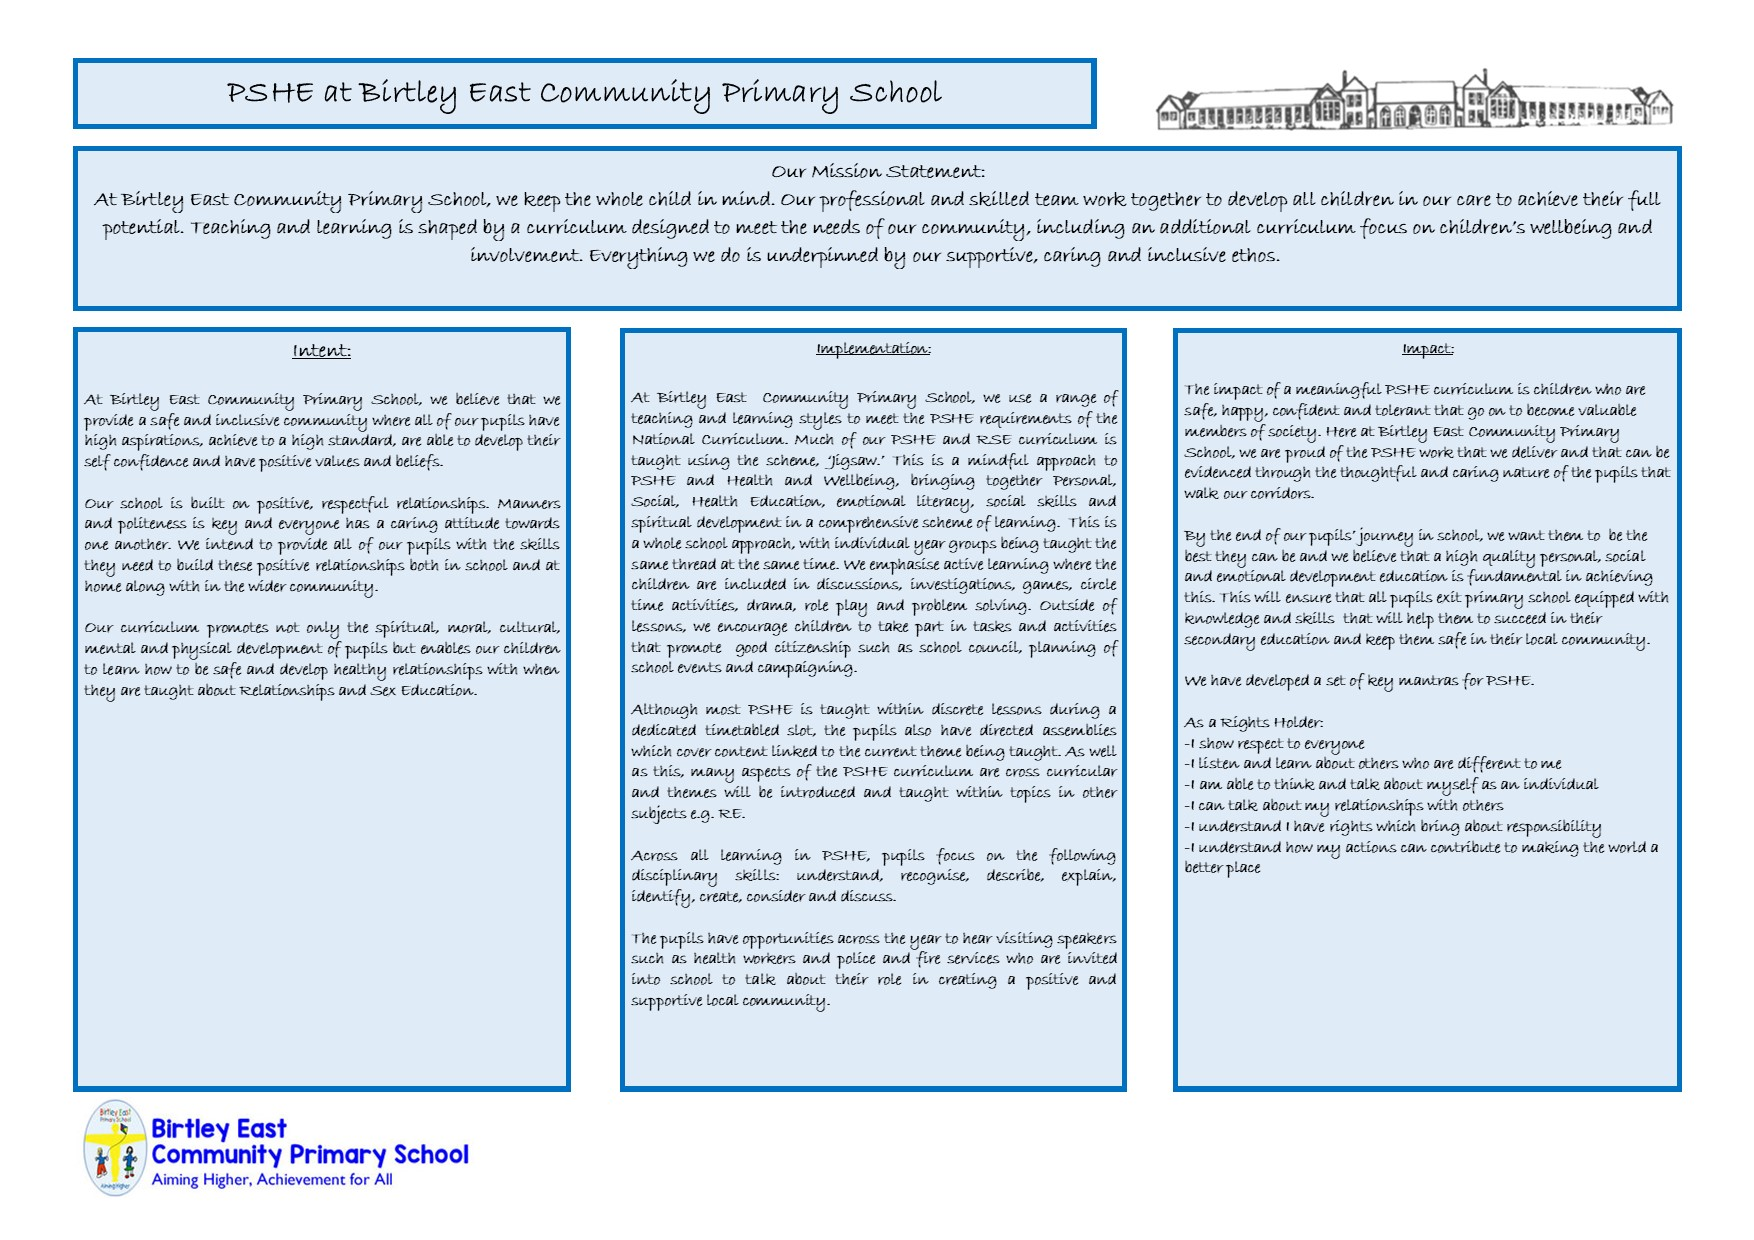 PSHE at Birtley East Community Primary School
Our Mission Statement:
At Birtley East Community Primary School, we keep the whole child in mind. Our professional and skilled team work together to develop all children in our care to achieve their full
potential. Teaching and learning is shaped by a curriculum designed to meet the needs of our community, including an additional curriculum focus on children's wellbeing and
involvement. Everything we do is underpinned by our supportive, caring and inclusive ethos.
Intent:
At Birtley East Community Primary School, we believe that we
provide a safe and inclusive community where all of our pupils have
high aspirations, achieve to a high standard, are able to develop their
self confidence and have positive values and beliefs.
Our school is built on positive, respectful relationships. Manners
and politeness is key and everyone has a caring attitude towards
one another. We intend to provide all of our pupils with the skills
they need to build these positive relationships both in school and at
home along with in the wider community.
Our curriculum promotes not only the spiritual, moral, cultural,
mental and physical development of pupils but enables our children
to learn how to be safe and develop healthy relationships with when
they are taught about Relationships and Sex Education.
Implementation:
At Birtley East Community Primary School, we use a range of
teaching and learning styles to meet the PSHE requirements of the
National Curriculum. Much of our PSHE and RSE curriculum is
taught using the scheme, 'Jigsaw.' This is a mindful approach to
PSHE and Health and Wellbeing, bringing together Personal,
Social, Health Education, emotional literacy, social skills and
spiritual development in a comprehensive scheme of learning. This is
a whole school approach, with individual year groups being taught the
same thread at the same time. We emphasise active learning where the
children are included in discussions, investigations, games, circle
time activities, drama, role play and problem solving. Outside of
lessons, we encourage children to take part in tasks and activities
that promote good citizenship such as school council, planning of
school events and campaigning.
Although most PSHE is taught within discrete lessons during a
dedicated timetabled slot, the pupils also have directed assemblies
which cover content linked to the current theme being taught. As well
as this, many aspects of the PSHE curriculum are cross curricular
and themes will be introduced and taught within topics in other
subjects e.g. RE.
Across all learning in PSHE, pupils focus on the following
disciplinary skills: understand, recognise, describe, explain,
identify, create, consider and discuss.
The pupils have opportunities across the year to hear visiting speakers
such as health workers and police and fire services who are invited
into school to talk about their role in creating a positive and
supportive local community.
Impact:
The impact of a meaningful PSHE curriculum is children who are
safe, happy, confident and tolerant that go on to become valuable
members of society. Here at Birtley East Community Primary
School, we are proud of the PSHE work that we deliver and that can be
evidenced through the thoughtful and caring nature of the pupils that
walk our corridors.
By the end of our pupils' journey in school, we want them to be the
best they can be and we believe that a high quality personal, social
and emotional development education is fundamental in achieving
this. This will ensure that all pupils exit primary school equipped with
knowledge and skills that will help them to succeed in their
secondary education and keep them safe in their local community.
We have developed a set of key mantras for PSHE.
As a Rights Holder:
-I show respect to everyone
-I listen and learn about others who are different to me
-I am able to think and talk about myself as an individual
-I can talk about my relationships with others
-I understand I have rights which bring about responsibility
-I understand how my actions can contribute to making the world a
better place
Birtley East
Primary School
Aiming Higher
Birtley East
Community Primary School
Aiming Higher, Achievement for All